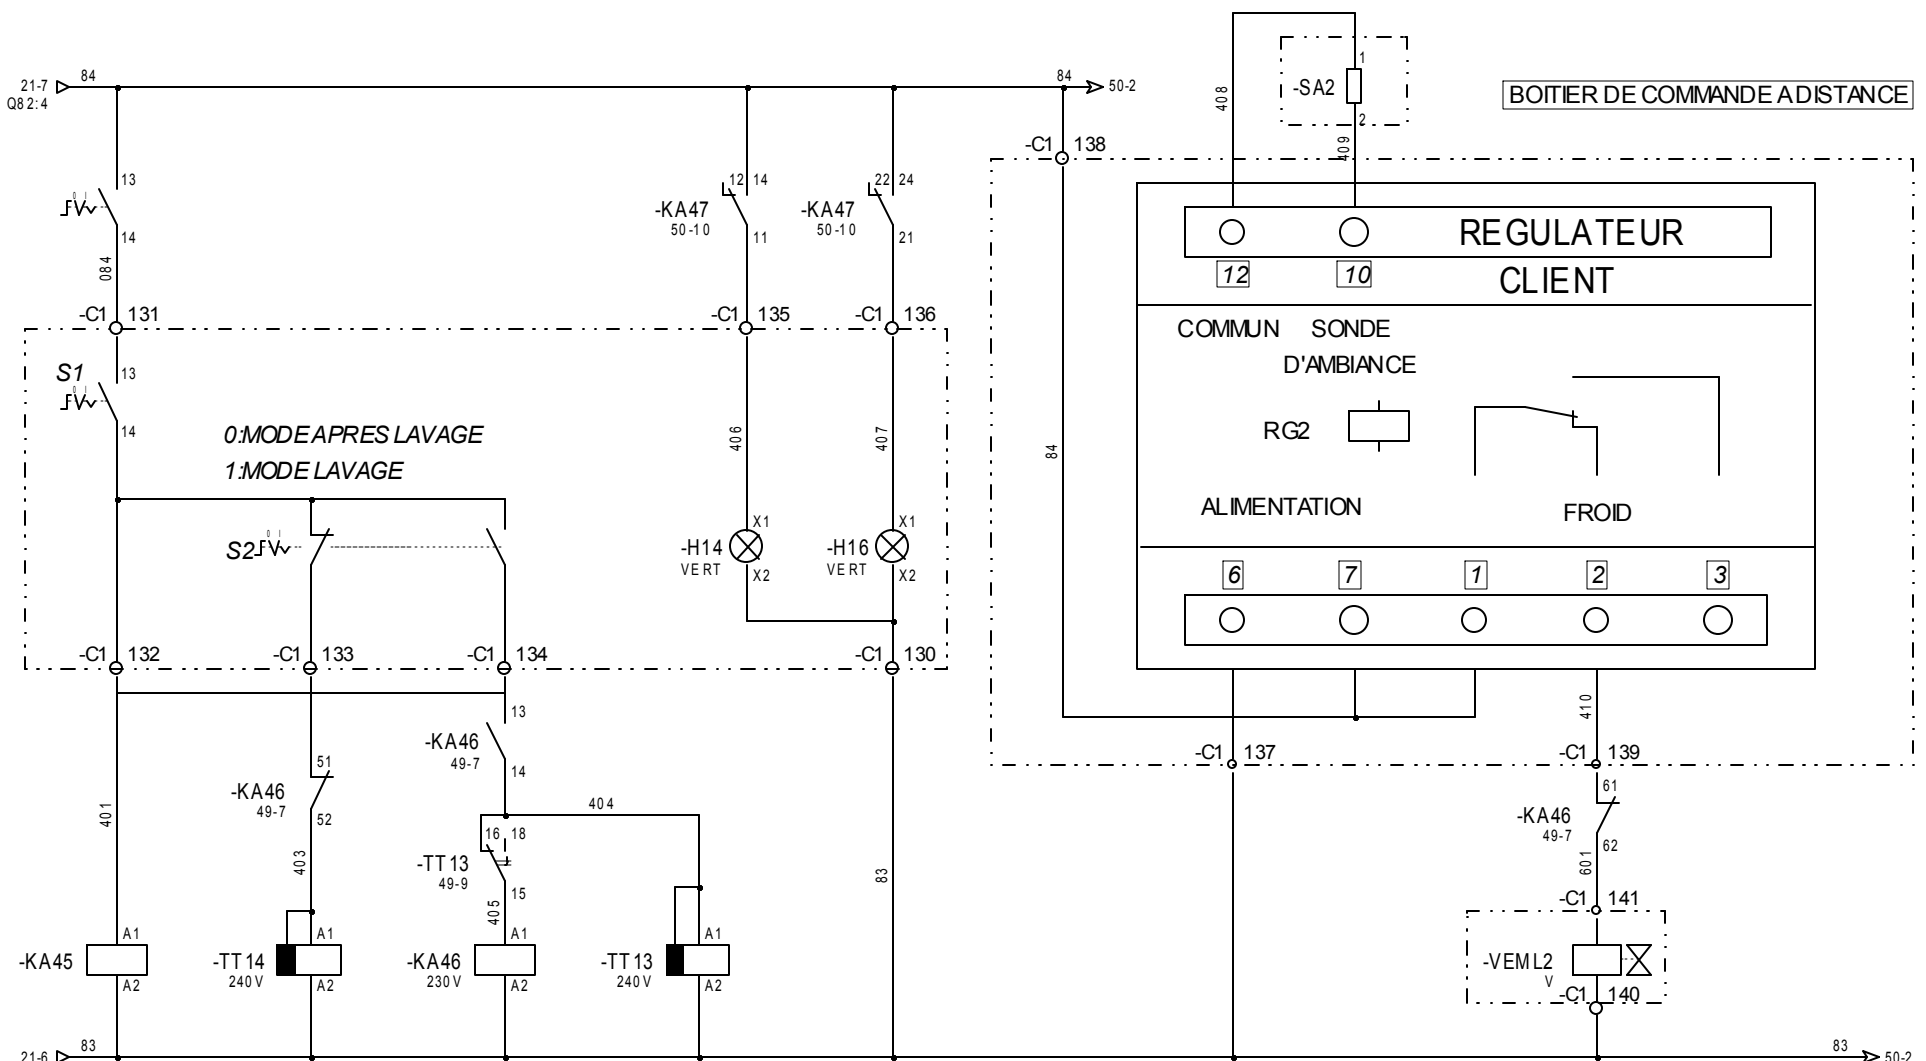 21-7
Q82:4
84
84
50-2
408
-SA2
1
2
409
BOITIER DE COMMANDE A DISTANCE
13
0 I
14
084
12 14
-KA47
50-10
11
22 24
-KA47
50-10
21
-C1 138
-C1 131
-C1 135
-C1 136
REGULATEUR
12
10
CLIENT
COMMUN SONDE
D'AMBIANCE
RG2
ALIMENTATION
FROID
S1
0 I
13
14
0:MODE APRES LAVAGE
1:MODE LAVAGE
406
407
84
S2
0 I
-H14
VERT
X1
X2
-H16
VERT
X1
X2
6
7
1
2
3
-C1 132
-C1 133
-C1 134
-C1 130
410
-C1 137
-C1 139
13
-KA46
49-7
14
51
-KA46
49-7
52
401
403
404
16 18
-TT13
49-9
15
405
83
61
-KA46
49-7
62
601
-C1 141
-KA45
A1
A2
-TT14
240V
A1
A2
-KA46
230V
A1
A2
-TT13
240V
A1
A2
-VEML2
V
-C1 140
21-6
83
83
50-2